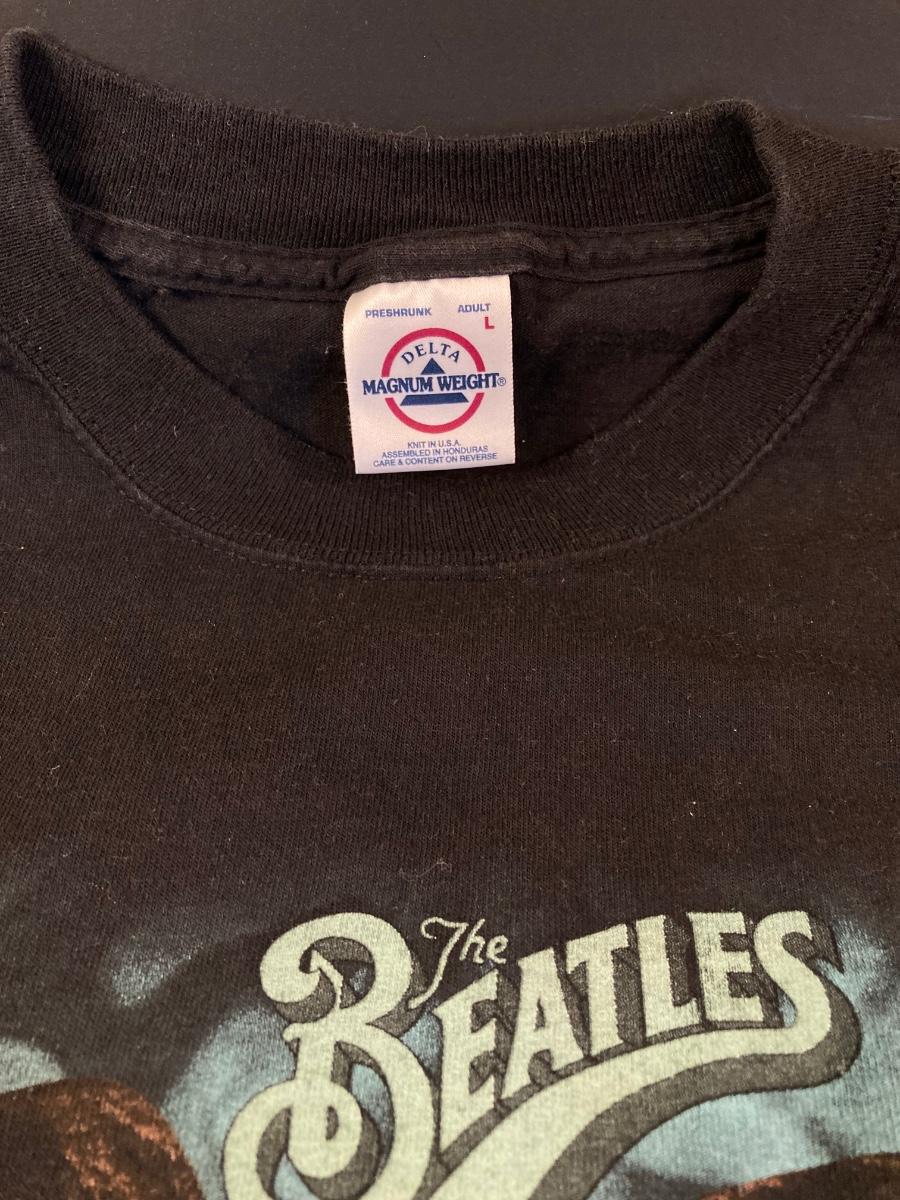 PRESHRUNK ADULT
L
DELTA
MAGNUM WEIGHT®
KNIT IN U.S.A.
ASSEMBLED IN HONDURAS
CARE & CONTENT ON REVERSE
The
BEATLES